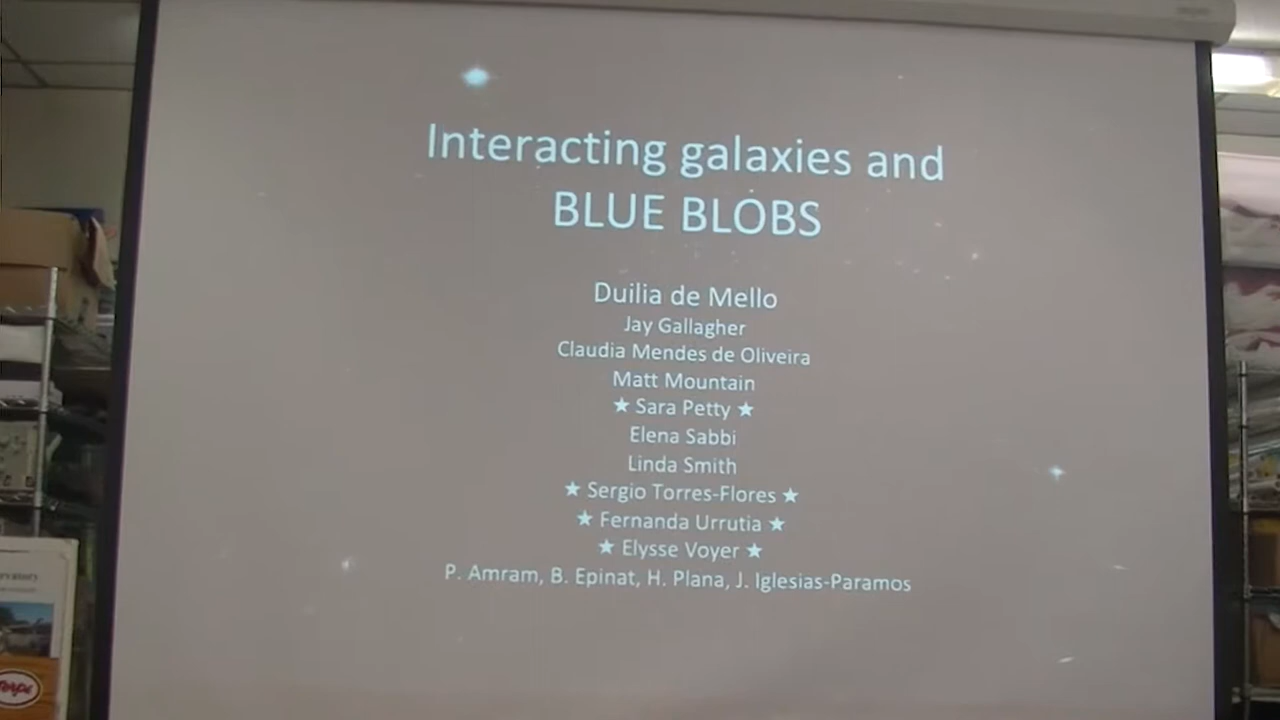 Interacting galaxies and
BLUE BLOBS
Duilia de Mello
Jay Gallagher
Claudia Mendes de Oliveira
Matt Mountain
★ Sara Petty ★
Elena Sabbi
Linda Smith
★ Sergio Torres-Flores ★
★ Fernanda Urrutia ★
★ Elysse Voyer ★
P. Amram, B. Epinat, H. Plana, J. Iglesias-Paramos